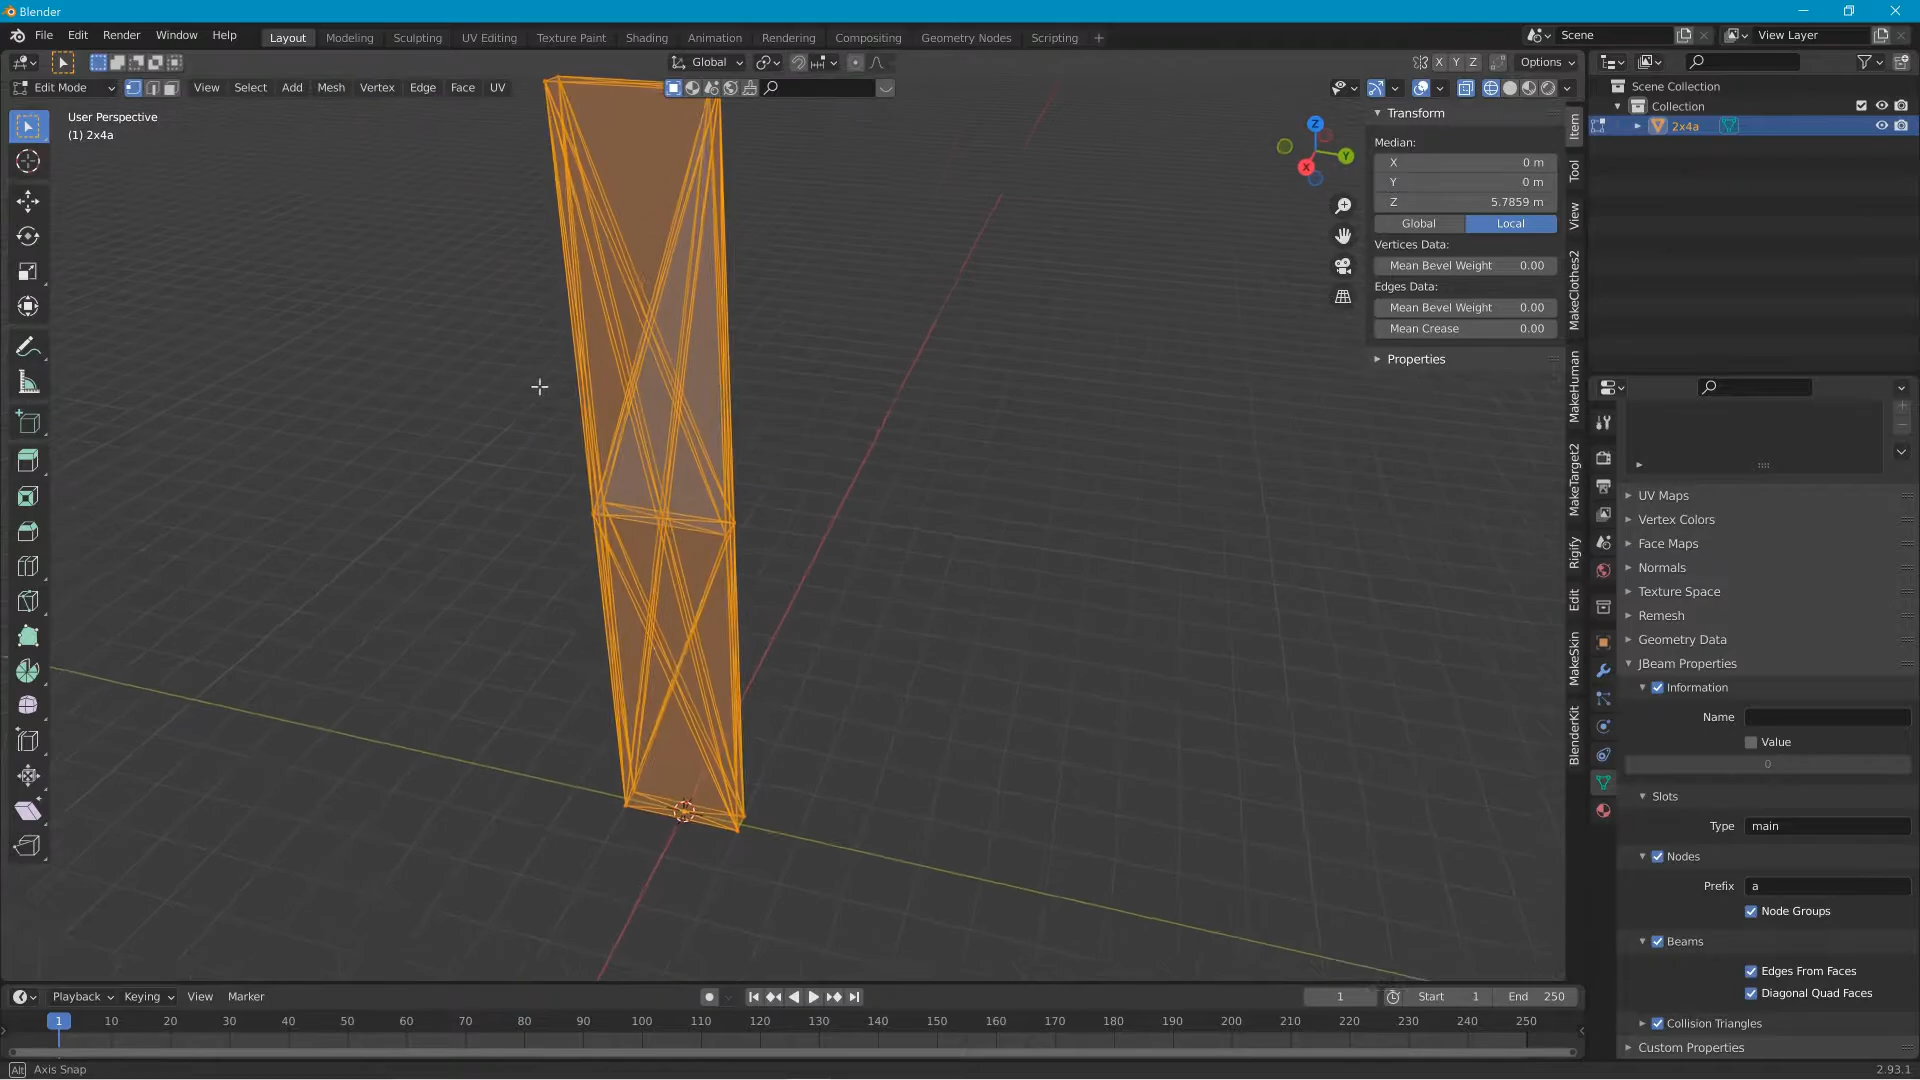 Blender
File Edit Render Window Help
Layout Modeling Sculpting UV Editing Texture Paint Shading Animation Rendering Compositing Geometry Nodes Scripting +
Scene
View Layer
Global
X Y Z
Options
Edit Mode
View Select Add Mesh Vertex Edge Face UV
User Perspective
(1) 2x4a
Z
Y
X
Transform
Median:
X 0 m
Y 0 m
Z 5.7859 m
Global Local
Vertices Data:
Mean Bevel Weight 0.00
Edges Data:
Mean Bevel Weight 0.00
Mean Crease 0.00
Properties
Item
Tool
View
MakeClothes2
MakeHuman
MakeTarget2
Rigify
Edit
MakeSkin
BlenderKit
Scene Collection
Collection
2x4a
UV Maps
Vertex Colors
Face Maps
Normals
Texture Space
Remesh
Geometry Data
JBeam Properties
Information
Name
Value
0
Slots
Type main
Nodes
Prefix a
Node Groups
Beams
Edges From Faces
Diagonal Quad Faces
Collision Triangles
Custom Properties
Playback Keying View Marker
1
Start 1
End 250
1 10 20 30 40 50 60 70 80 90 100 110 120 130 140 150 160 170 180 190 200 210 220 230 240 250
Alt Axis Snap
2.93.1